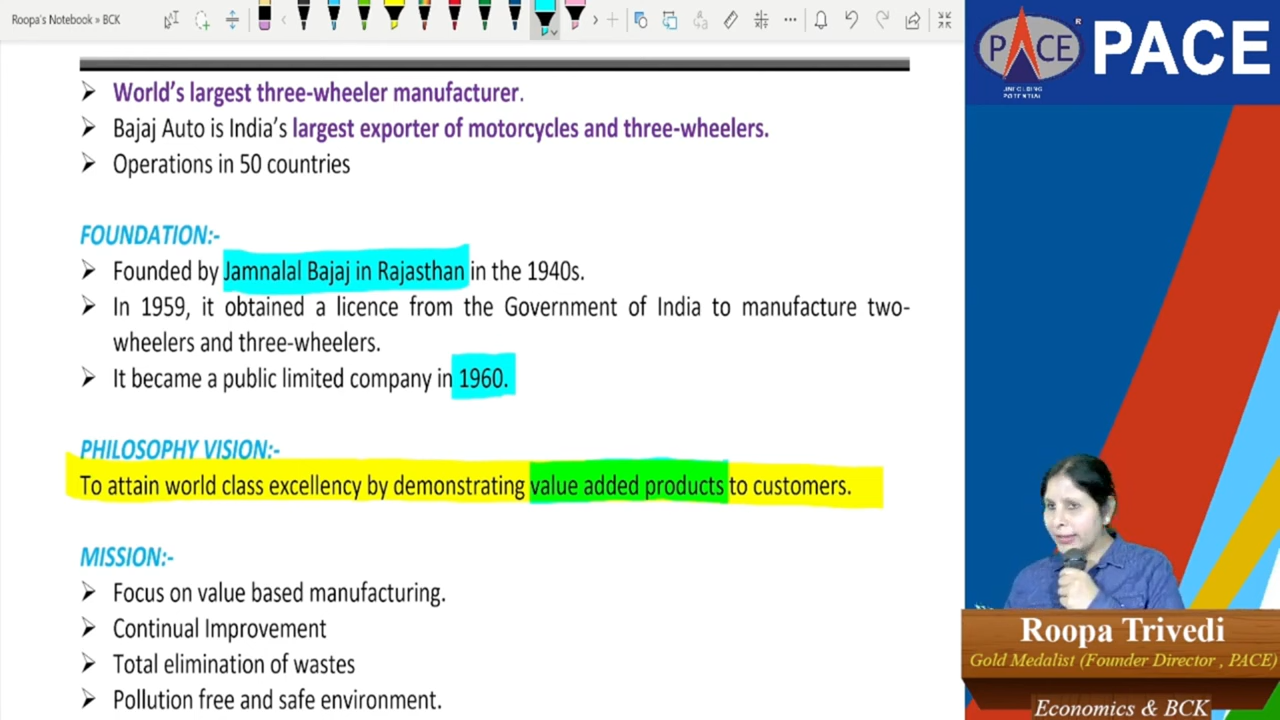 Roopa's Notebook » BCK
PACE
®
PACE
UNFOLDING
POTENTIAL
➤ World's largest three-wheeler manufacturer.
➤ Bajaj Auto is India's largest exporter of motorcycles and three-wheelers.
➤ Operations in 50 countries
FOUNDATION:-
➤ Founded by Jamnalal Bajaj in Rajasthan in the 1940s.
➤ In 1959, it obtained a licence from the Government of India to manufacture two-
wheelers and three-wheelers.
➤ It became a public limited company in 1960.
PHILOSOPHY VISION:-
To attain world class excellency by demonstrating value added products to customers.
MISSION:-
➤ Focus on value based manufacturing.
➤ Continual Improvement
➤ Total elimination of wastes
➤ Pollution free and safe environment.
Roopa Trivedi
Gold Medalist (Founder Director , PACE)
Economics & BCK